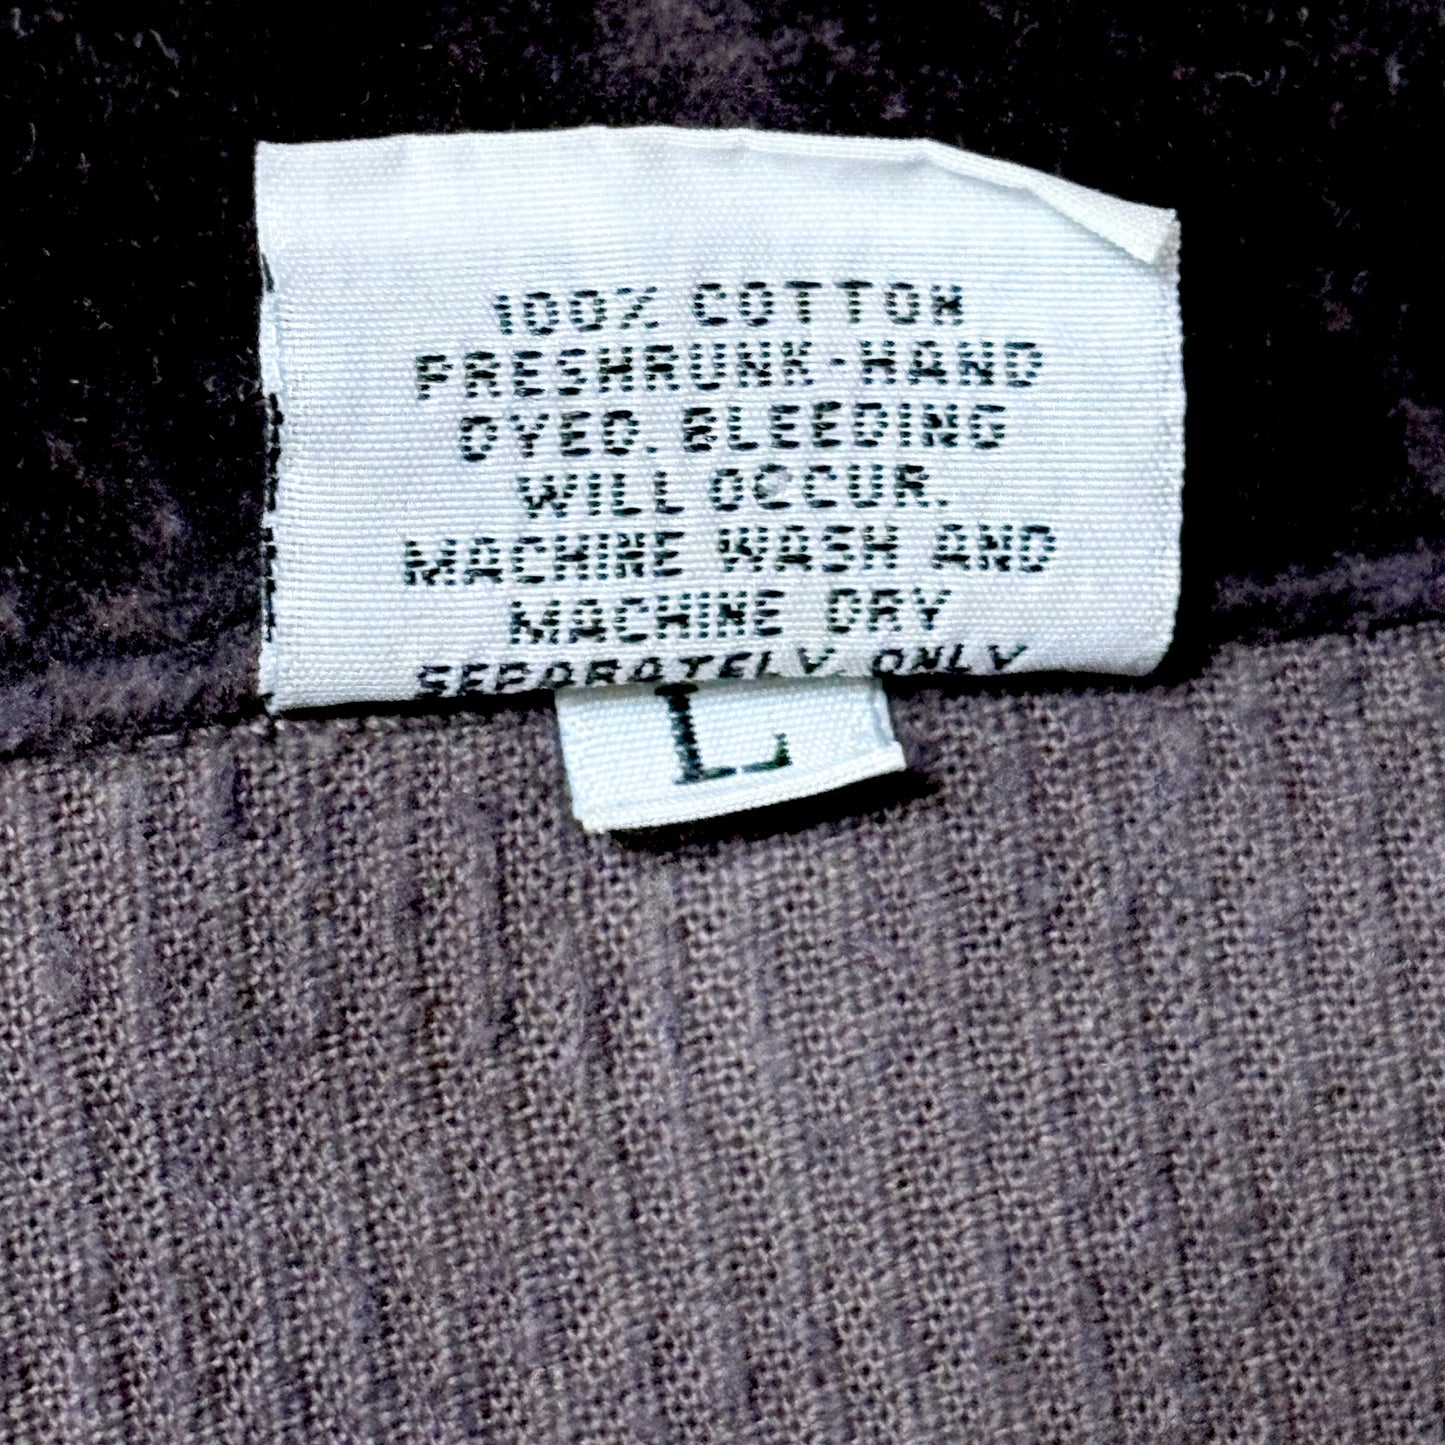 100% COTTON
PRESHRUNK-HAND
DYED. BLEEDING
WILL OCCUR.
MACHINE WASH AND
MACHINE DRY
SEPARATELY ONLY
L